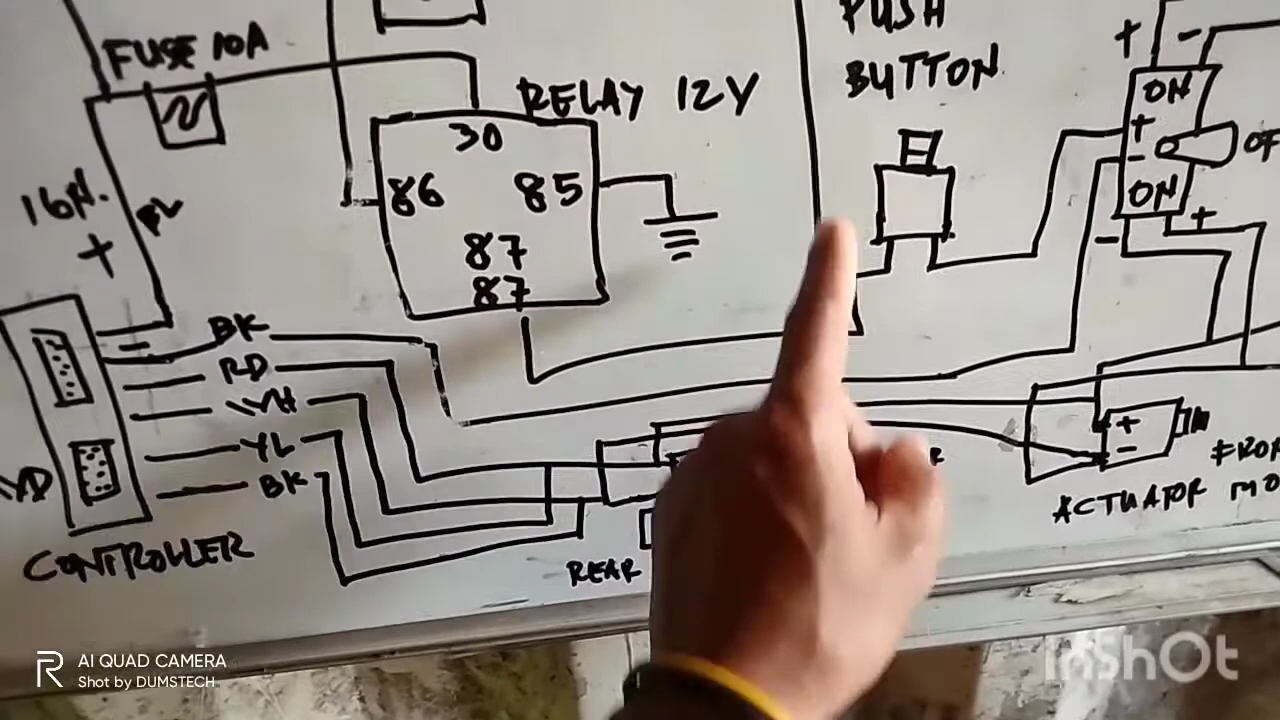 FUSE 10A
PUSH
BUTTON
RELAY 12V
30
86
85
87
87
+
-
ON
+
-
ON
-
+
+
BK
RD
YL
BK
CONTROLLER
REAR
+
-
ACTUATOR
AI QUAD CAMERA
Shot by DUMSTECH
InShOt